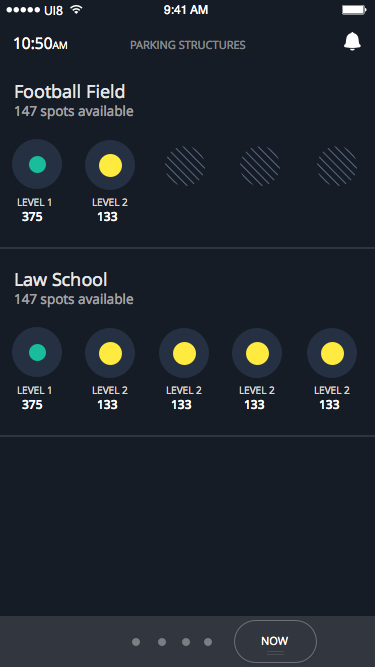 UI8 9:41 AM
10:50AM PARKING STRUCTURES
Football Field
147 spots available
LEVEL 1 LEVEL 2
375 133
Law School
147 spots available
LEVEL 1 LEVEL 2 LEVEL 2 LEVEL 2 LEVEL 2
375 133 133 133 133
NOW